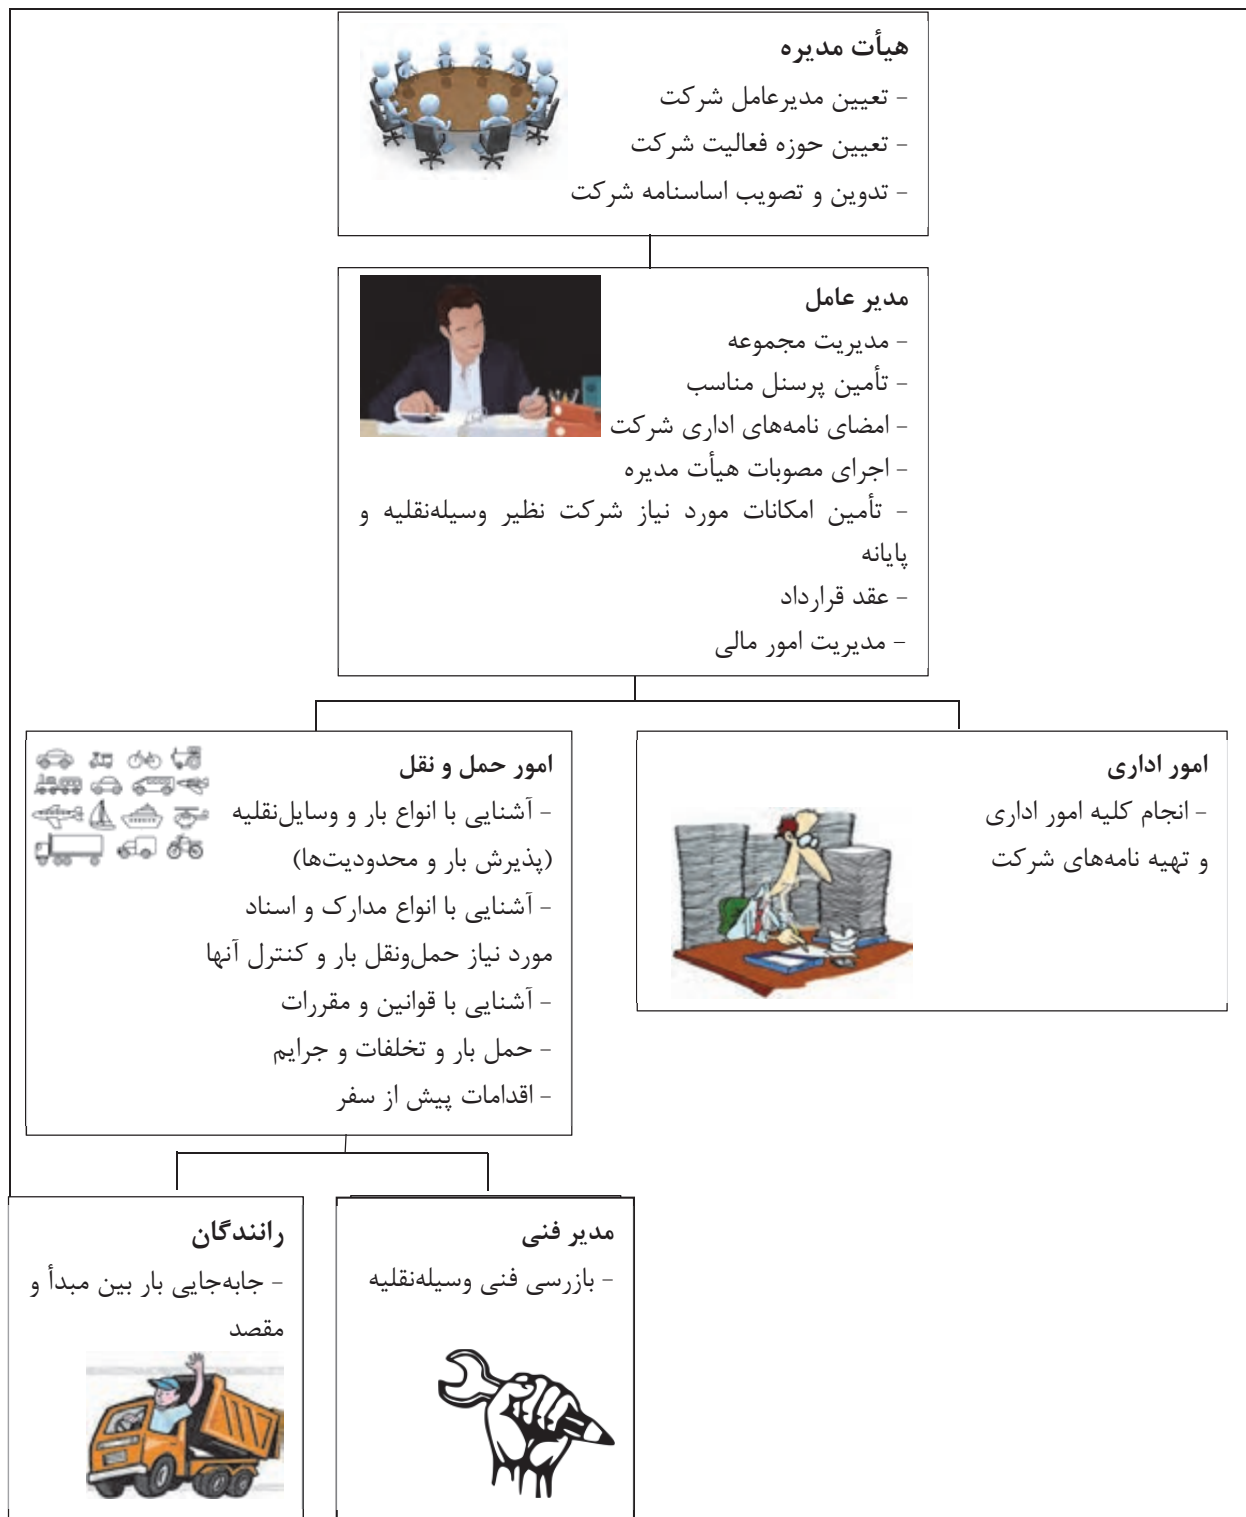 هیأت مدیره
- تعیین مدیرعامل شرکت
- تعیین حوزه فعالیت شرکت
- تدوین و تصویب اساسنامه شرکت
مدیر عامل
- مدیریت مجموعه
- تأمین پرسنل مناسب
- امضای نامه‌های اداری شرکت
- اجرای مصوبات هیأت مدیره
- تأمین امکانات مورد نیاز شرکت نظیر وسیله‌نقلیه و
پایانه
- عقد قرارداد
- مدیریت امور مالی
امور اداری
- انجام کلیه امور اداری
و تهیه نامه‌های شرکت
امور حمل و نقل
- آشنایی با انواع بار و وسایل‌نقلیه
(پذیرش بار و محدودیت‌ها)
- آشنایی با انواع مدارک و اسناد
مورد نیاز حمل‌ونقل بار و کنترل آنها
- آشنایی با قوانین و مقررات
- حمل بار و تخلفات و جرایم
- اقدامات پیش از سفر
مدیر فنی
- بازرسی فنی وسیله‌نقلیه
رانندگان
- جابه‌جایی بار بین مبدأ و
مقصد